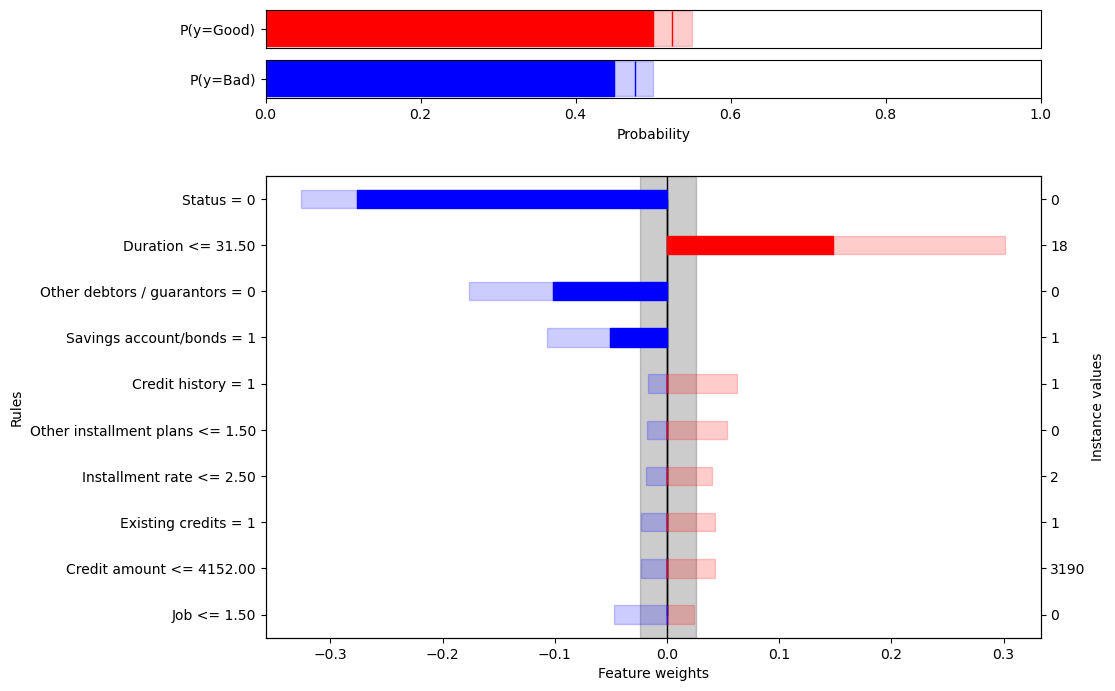 P(y=Good)
P(y=Bad)
0.0 0.2 0.4 0.6 0.8 1.0
Probability
Rules
Status = 0 0
Duration <= 31.50 18
Other debtors / guarantors = 0 0
Savings account/bonds = 1 1
Credit history = 1 1
Other installment plans <= 1.50 0
Installment rate <= 2.50 2
Existing credits = 1 1
Credit amount <= 4152.00 3190
Job <= 1.50 0
Instance values
−0.3 −0.2 −0.1 0.0 0.1 0.2 0.3
Feature weights